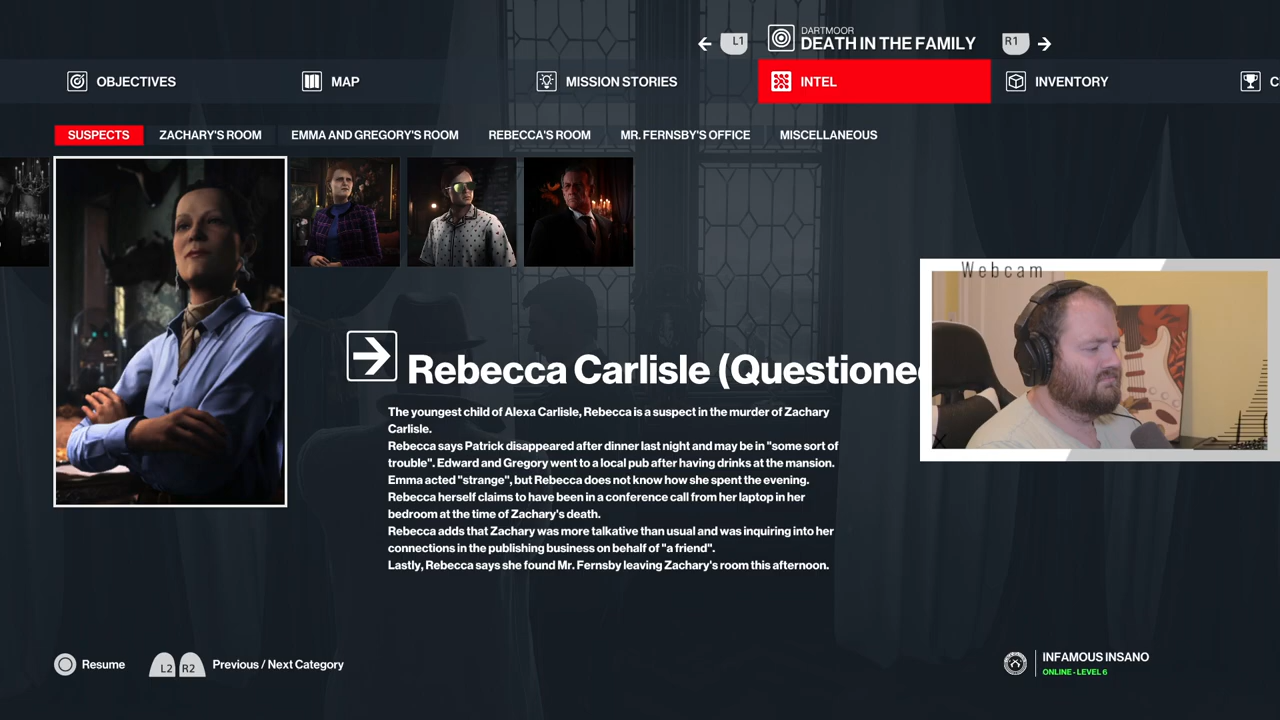 DARTMOOR
L1 DEATH IN THE FAMILY R1
OBJECTIVES MAP MISSION STORIES INTEL INVENTORY C
SUSPECTS ZACHARY'S ROOM EMMA AND GREGORY'S ROOM REBECCA'S ROOM MR. FERNSBY'S OFFICE MISCELLANEOUS
Webcam
Rebecca Carlisle (Questione
The youngest child of Alexa Carlisle, Rebecca is a suspect in the murder of Zachary
Carlisle.
Rebecca says Patrick disappeared after dinner last night and may be in "some sort of
trouble". Edward and Gregory went to a local pub after having drinks at the mansion.
Emma acted "strange", but Rebecca does not know how she spent the evening.
Rebecca herself claims to have been in a conference call from her laptop in her
bedroom at the time of Zachary's death.
Rebecca adds that Zachary was more talkative than usual and was inquiring into her
connections in the publishing business on behalf of "a friend".
Lastly, Rebecca says she found Mr. Fernsby leaving Zachary's room this afternoon.
Resume L2 R2 Previous / Next Category
INFAMOUS INSANO
ONLINE - LEVEL 6